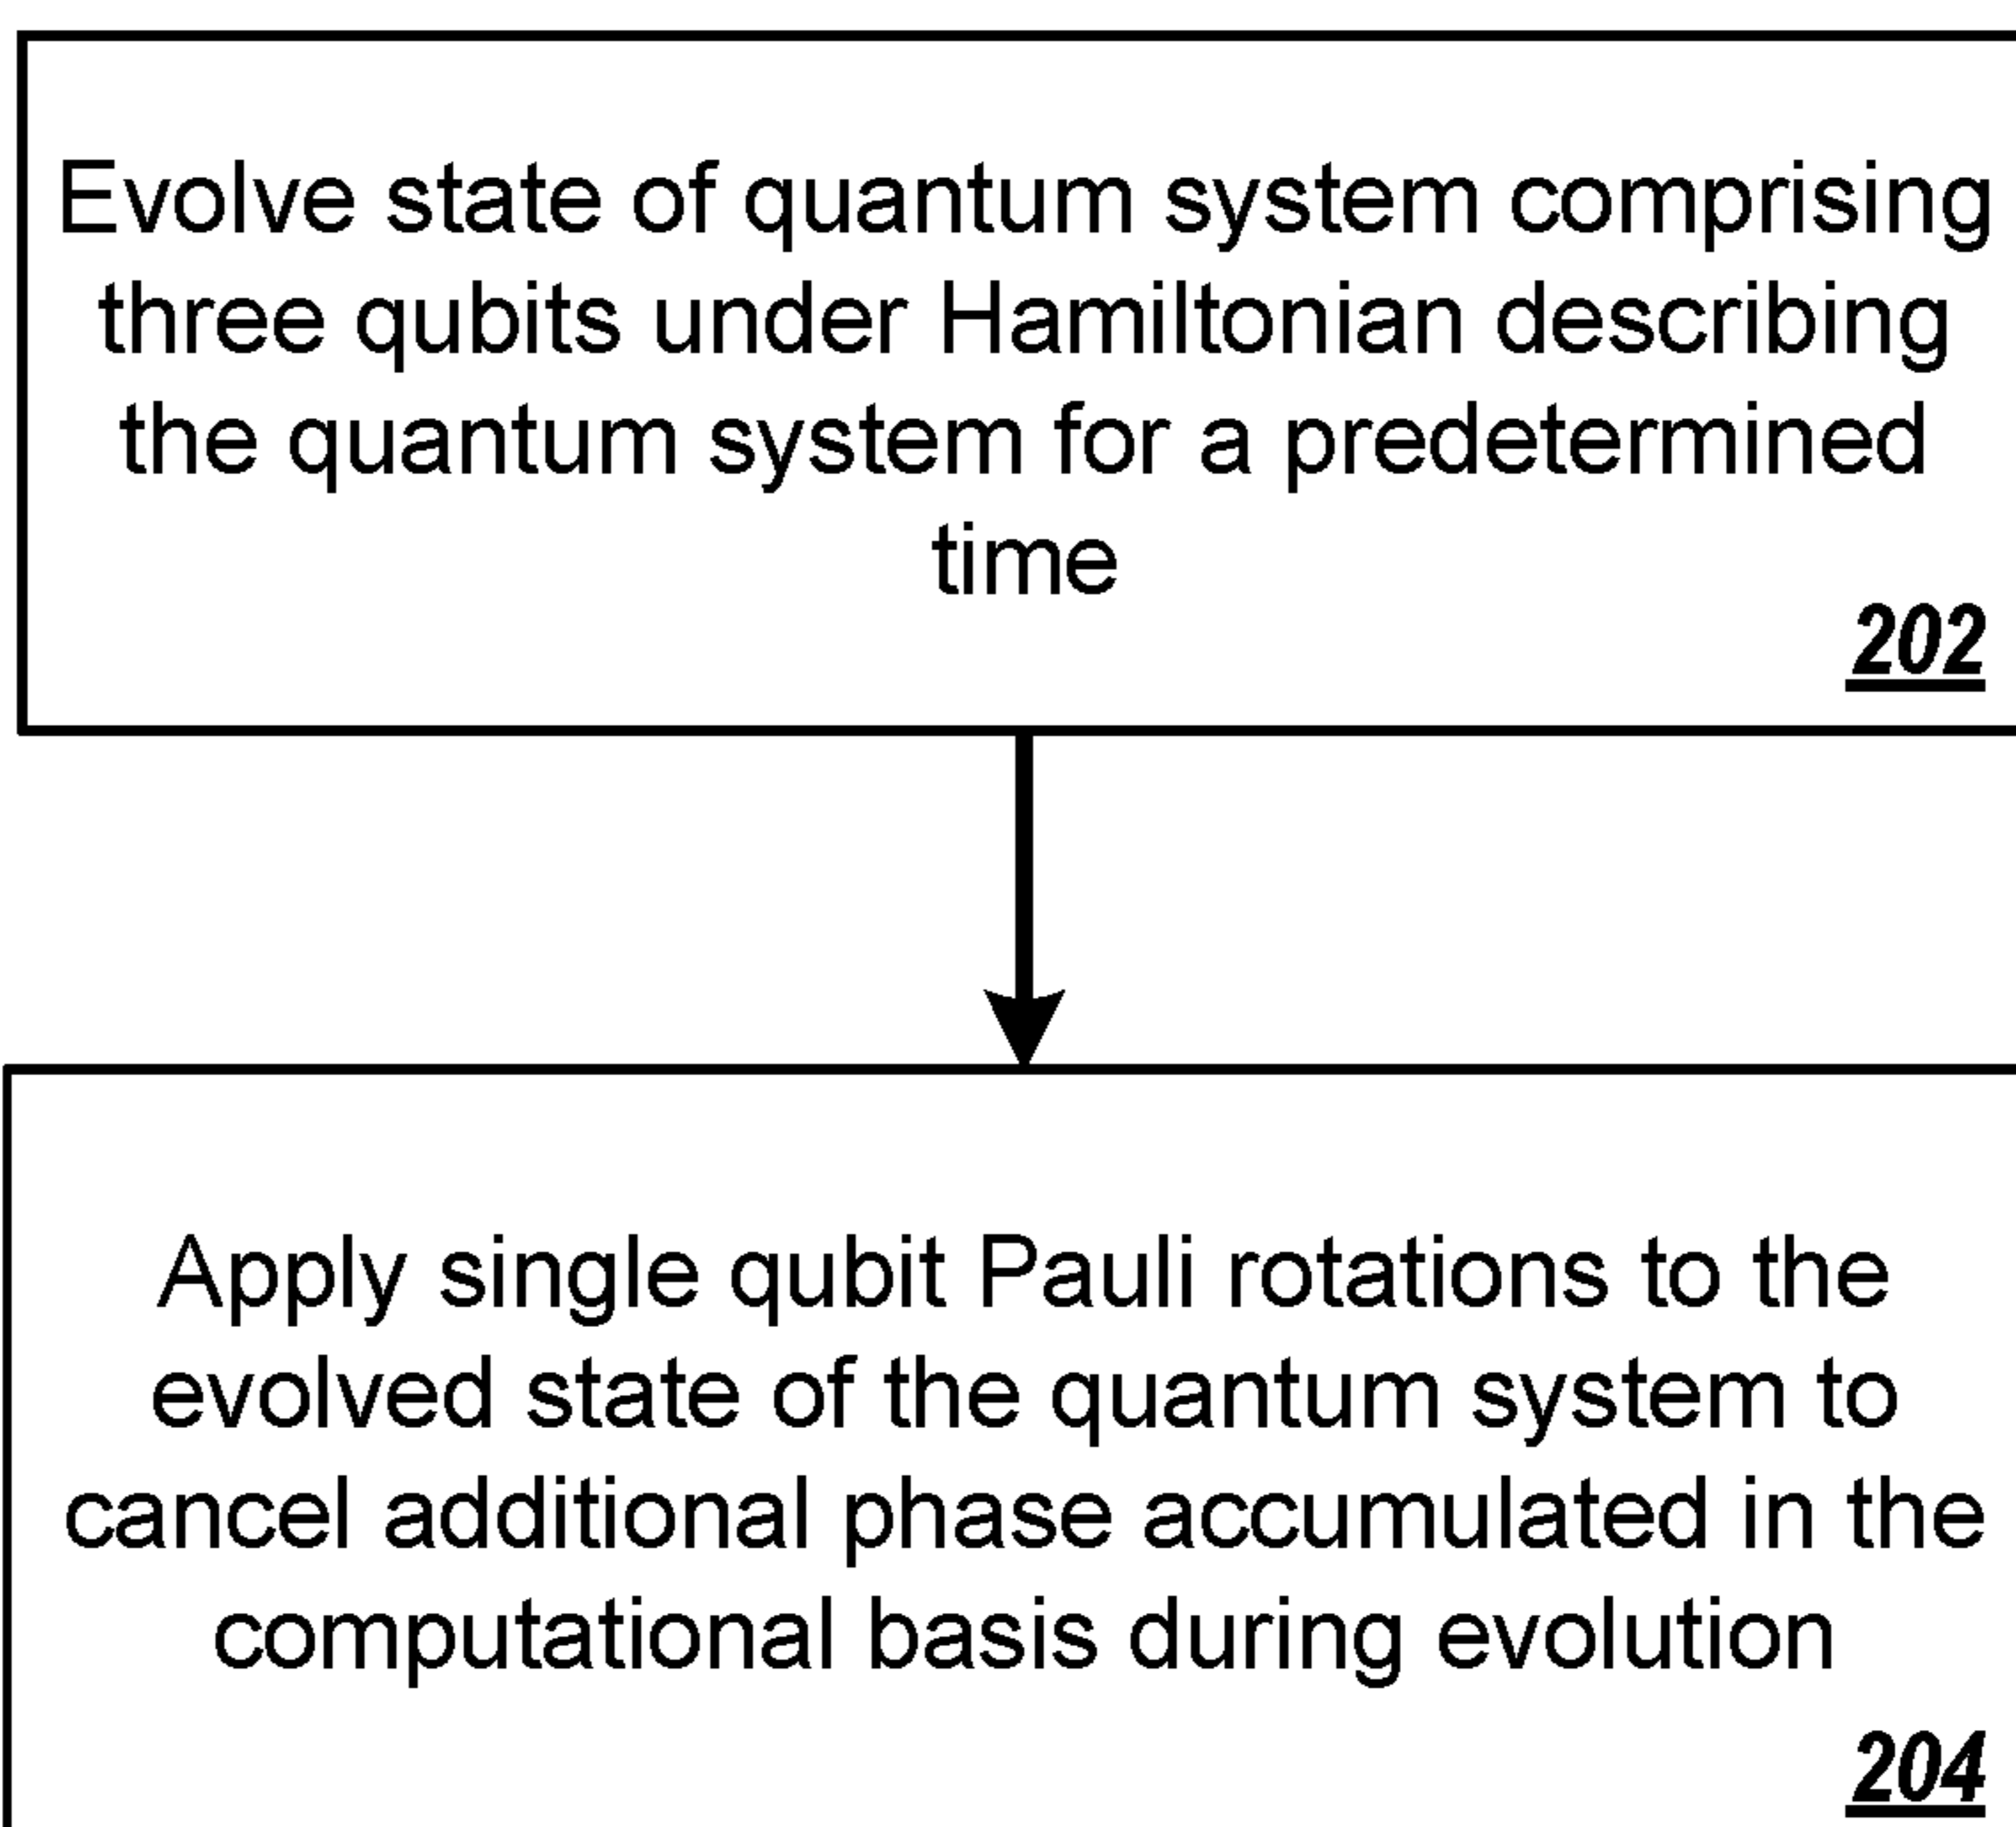 Evolve state of quantum system comprising
three qubits under Hamiltonian describing
the quantum system for a predetermined
time
202
Apply single qubit Pauli rotations to the
evolved state of the quantum system to
cancel additional phase accumulated in the
computational basis during evolution
204